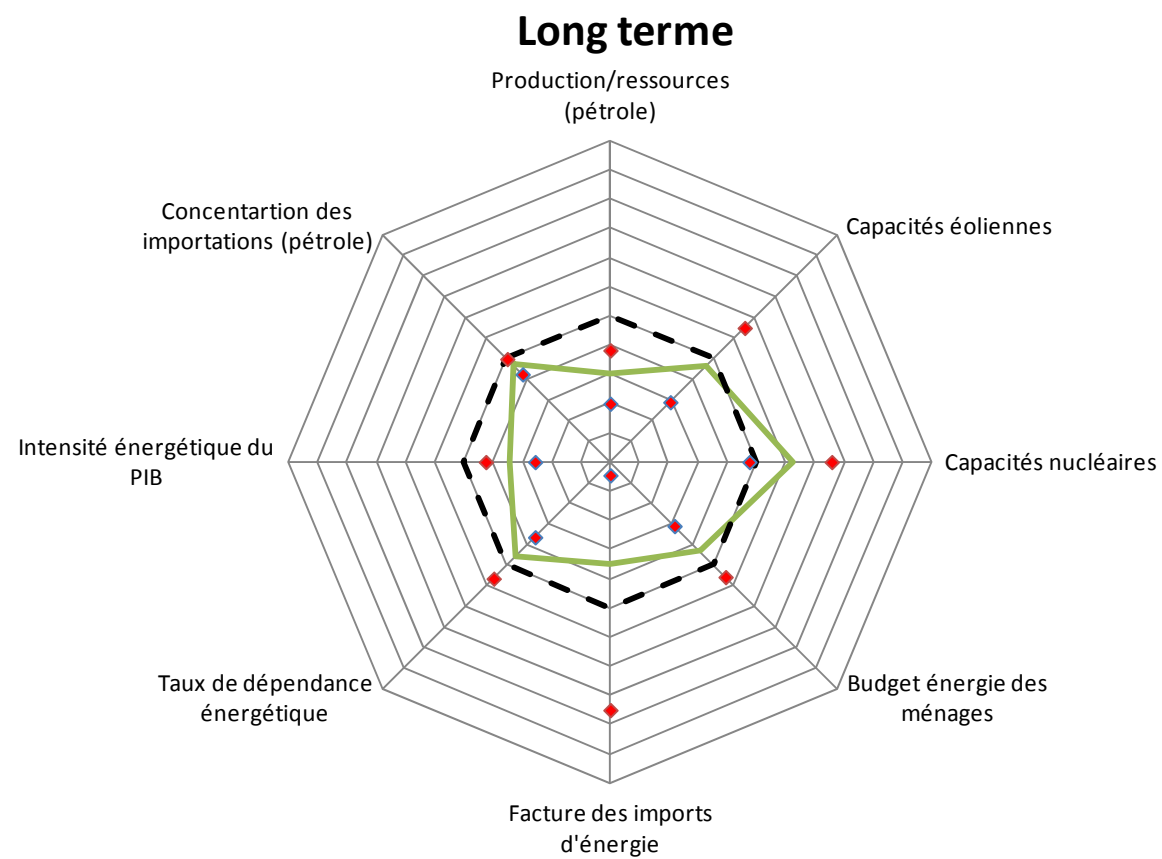 Long terme
Production/ressources
(pétrole)
Concentartion des
importations (pétrole)
Capacités éoliennes
Intensité énergétique du
PIB
Capacités nucléaires
Taux de dépendance
énergétique
Budget énergie des
ménages
Facture des imports
d'énergie